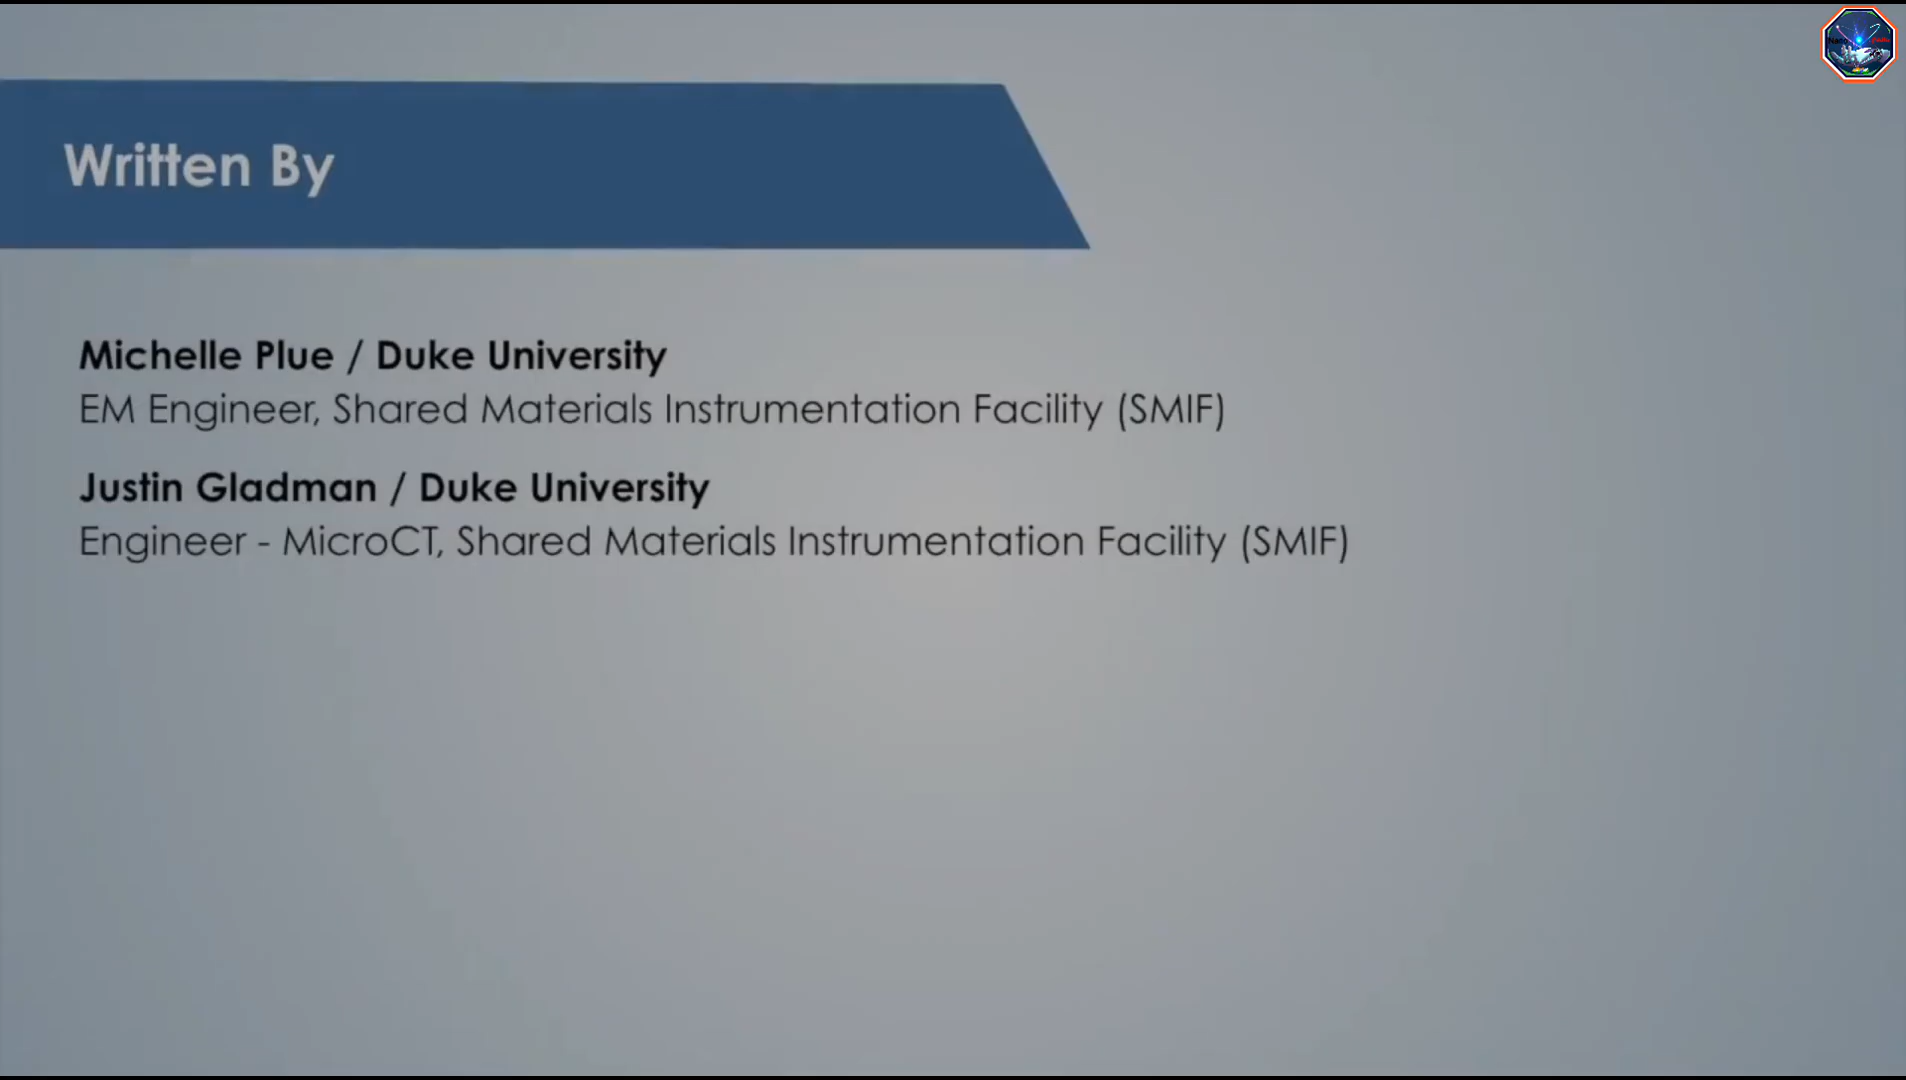 Written By
Michelle Plue / Duke University
EM Engineer, Shared Materials Instrumentation Facility (SMIF)
Justin Gladman / Duke University
Engineer - MicroCT, Shared Materials Instrumentation Facility (SMIF)